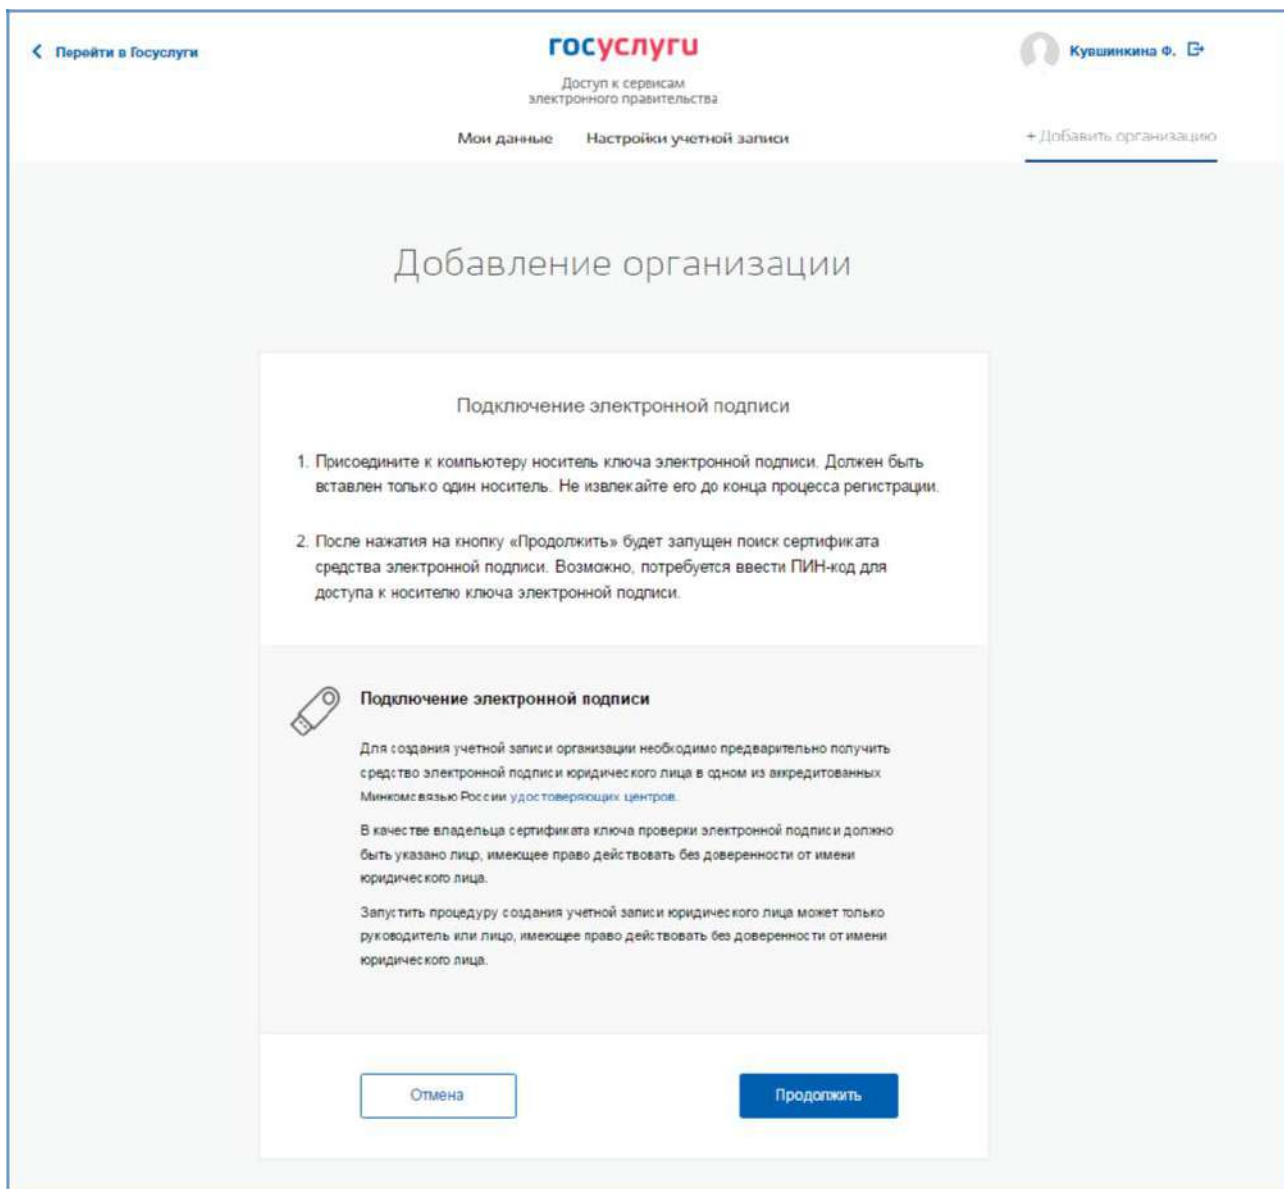 Перейти в Госуслуги
госуслуги
Кувшинкина Ф.
Доступ к сервисам
электронного правительства
Мои данные Настройки учетной записи
+ Добавить организацию
Добавление организации
Подключение электронной подписи
1. Присоедините к компьютеру носитель ключа электронной подписи. Должен быть
вставлен только один носитель. Не извлекайте его до конца процесса регистрации.
2. После нажатия на кнопку «Продолжить» будет запущен поиск сертификата
средства электронной подписи. Возможно, потребуется ввести ПИН-код для
доступа к носителю ключа электронной подписи.
Подключение электронной подписи
Для создания учетной записи организации необходимо предварительно получить
средство электронной подписи юридического лица в одном из аккредитованных
Минкомсвязью России удостоверяющих центров.
В качестве владельца сертификата ключа проверки электронной подписи должно
быть указано лицо, имеющее право действовать без доверенности от имени
юридического лица.
Запустить процедуру создания учетной записи юридического лица может только
руководитель или лицо, имеющее право действовать без доверенности от имени
юридического лица.
Отмена
Продолжить